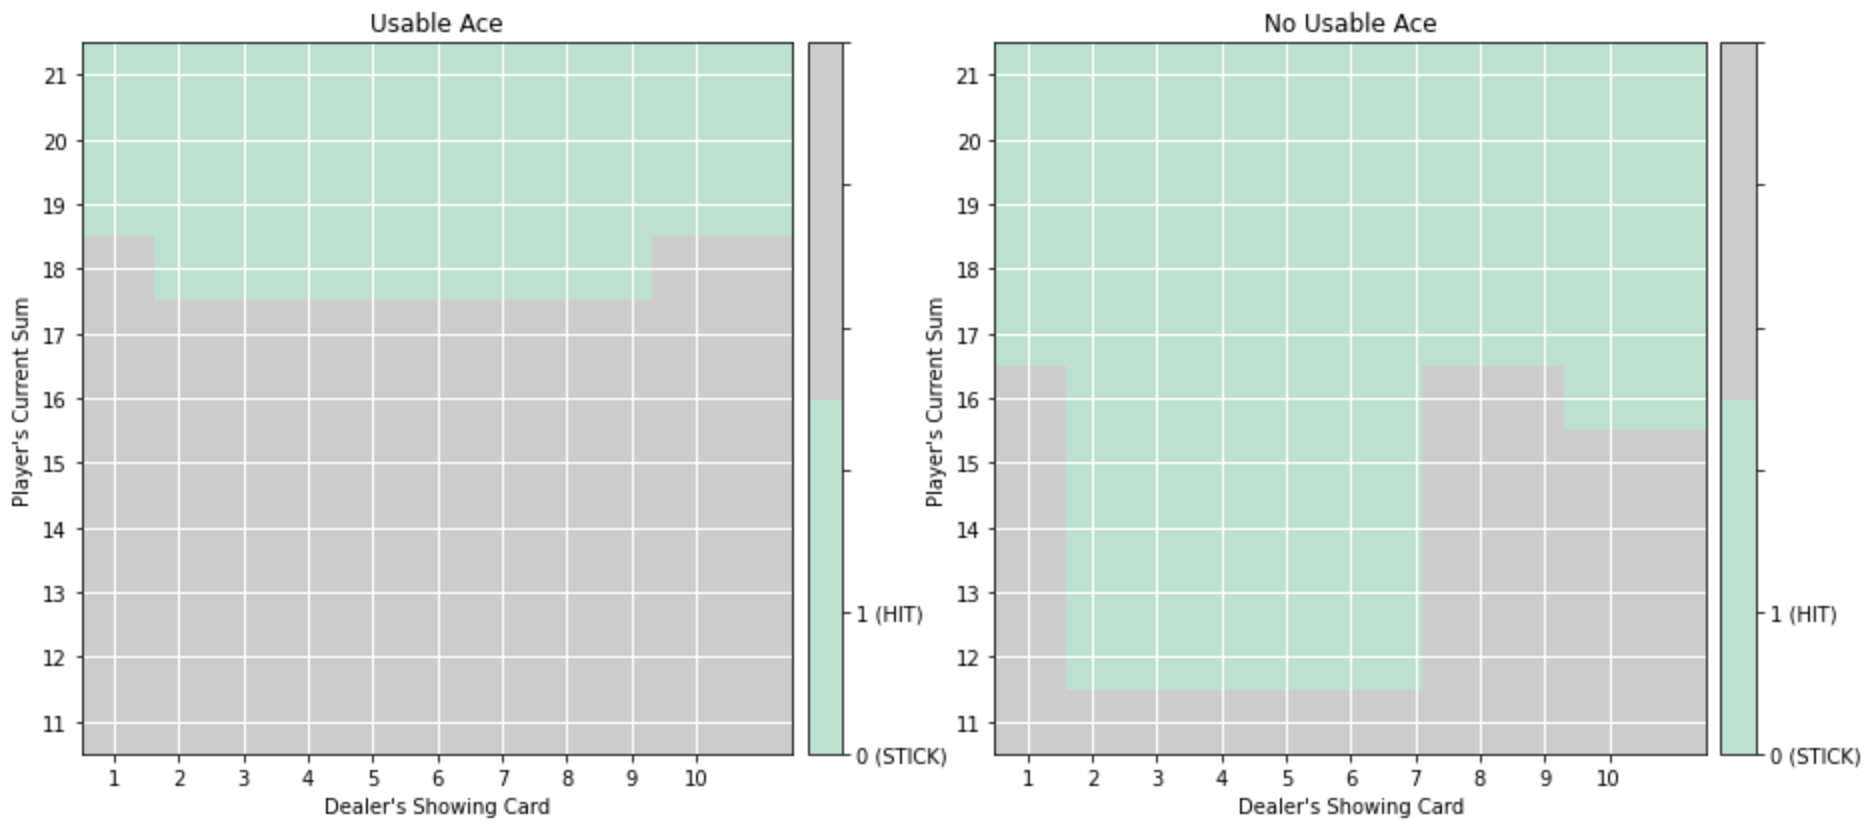 Usable Ace
21
20
19
18
17
16
15
14
13
12
11
Player's Current Sum
1 2 3 4 5 6 7 8 9 10
Dealer's Showing Card
1 (HIT)
0 (STICK)
No Usable Ace
21
20
19
18
17
16
15
14
13
12
11
Player's Current Sum
1 2 3 4 5 6 7 8 9 10
Dealer's Showing Card
1 (HIT)
0 (STICK)